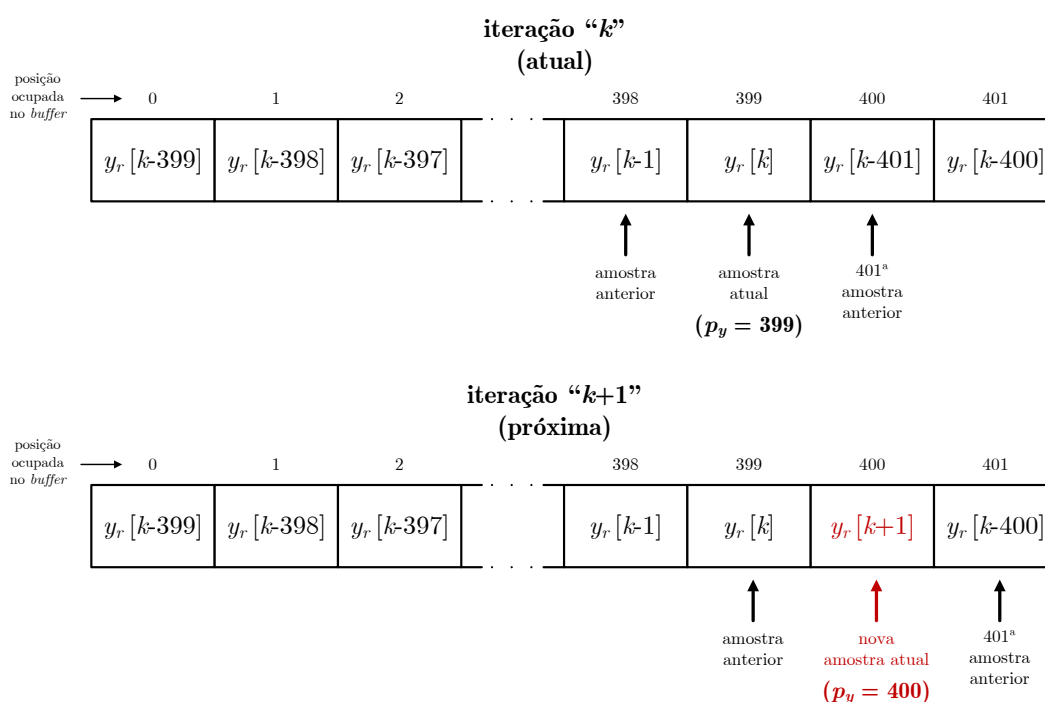 iteração “k”
(atual)
posição
ocupada
no buffer
0 1 2 398 399 400 401
y_r[k-399] y_r[k-398] y_r[k-397] · · · · y_r[k-1] y_r[k] y_r[k-401] y_r[k-400]
amostra
anterior
amostra
atual
(p_y = 399)
401ª
amostra
anterior
iteração “k+1”
(próxima)
posição
ocupada
no buffer
0 1 2 398 399 400 401
y_r[k-399] y_r[k-398] y_r[k-397] · · · · y_r[k-1] y_r[k] y_r[k+1] y_r[k-400]
amostra
anterior
nova
amostra atual
(p_y = 400)
401ª
amostra
anterior